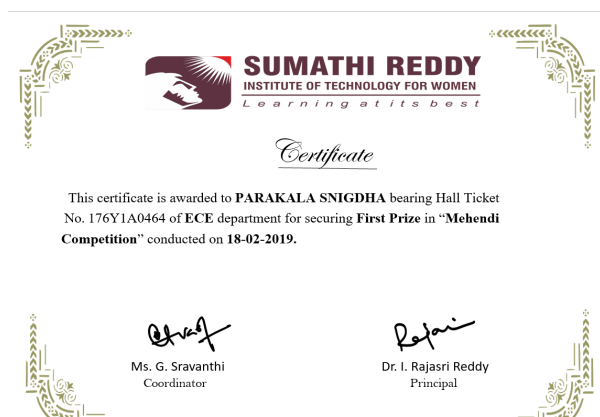 SUMATHI REDDY
INSTITUTE OF TECHNOLOGY FOR WOMEN
Learning at its best
Certificate
This certificate is awarded to PARAKALA SNIGDHA bearing Hall Ticket
No. 176Y1A0464 of ECE department for securing First Prize in “Mehendi
Competition” conducted on 18-02-2019.
Ms. G. Sravanthi
Coordinator
Dr. I. Rajasri Reddy
Principal